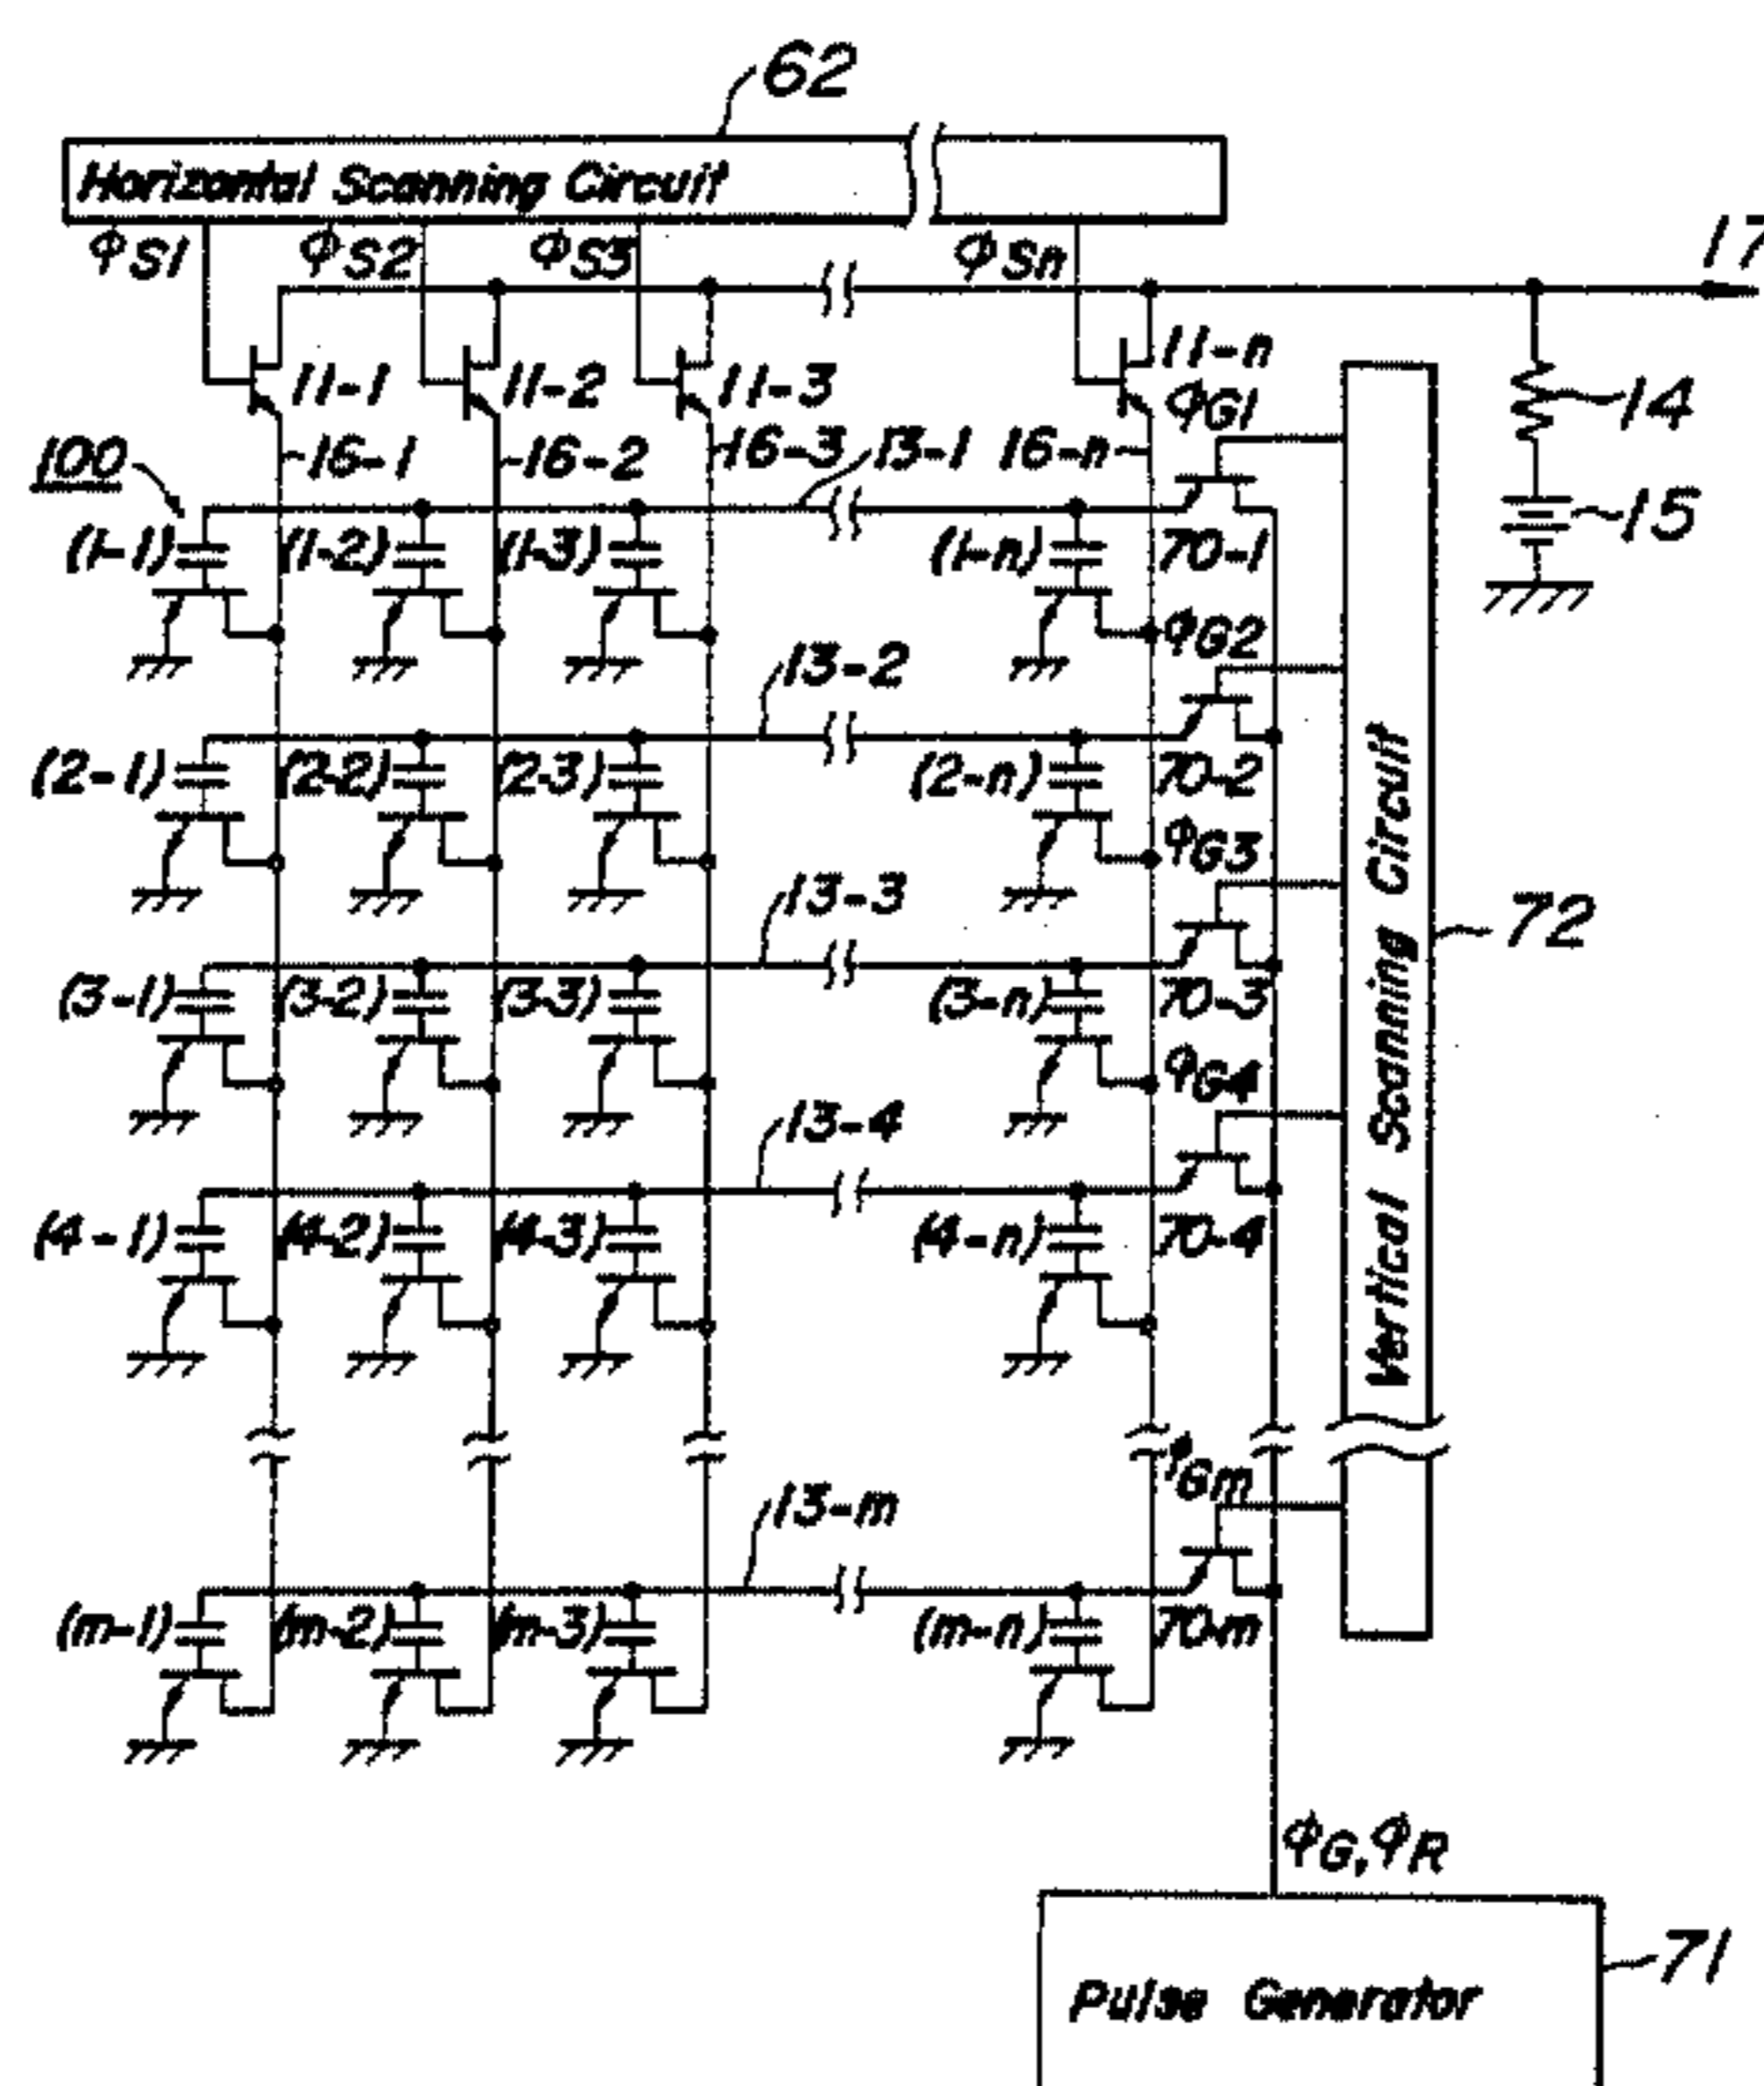 62
Horizontal Scanning Circuit
φS1 φS2 φS3 φSn
17
11-1 11-2 11-3 11-n
φG1
14
100
16-1 16-2 16-3 13-1 16-n
15
(1-1) (1-2) (1-3) (1-n) 70-1
φG2
13-2
(2-1) (2-2) (2-3) (2-n) 70-2
φG3
13-3
72
Vertical Scanning Circuit
(3-1) (3-2) (3-3) (3-n) 70-3
φG4
13-4
(4-1) (4-2) (4-3) (4-n) 70-4
φGm
13-m
(m-1) (m-2) (m-3) (m-n) 70-m
φG, φR
71
Pulse Generator